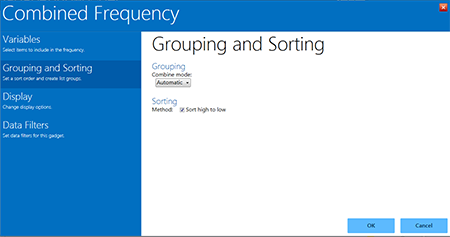 Combined Frequency
Variables
Select items to include in the frequency.
Grouping and Sorting
Set a sort order and create list groups.
Display
Change display options.
Data Filters
Set data filters for this gadget.
Grouping and Sorting
Grouping
Combine mode:
Automatic
Sorting
Method: Sort high to low
OK Cancel